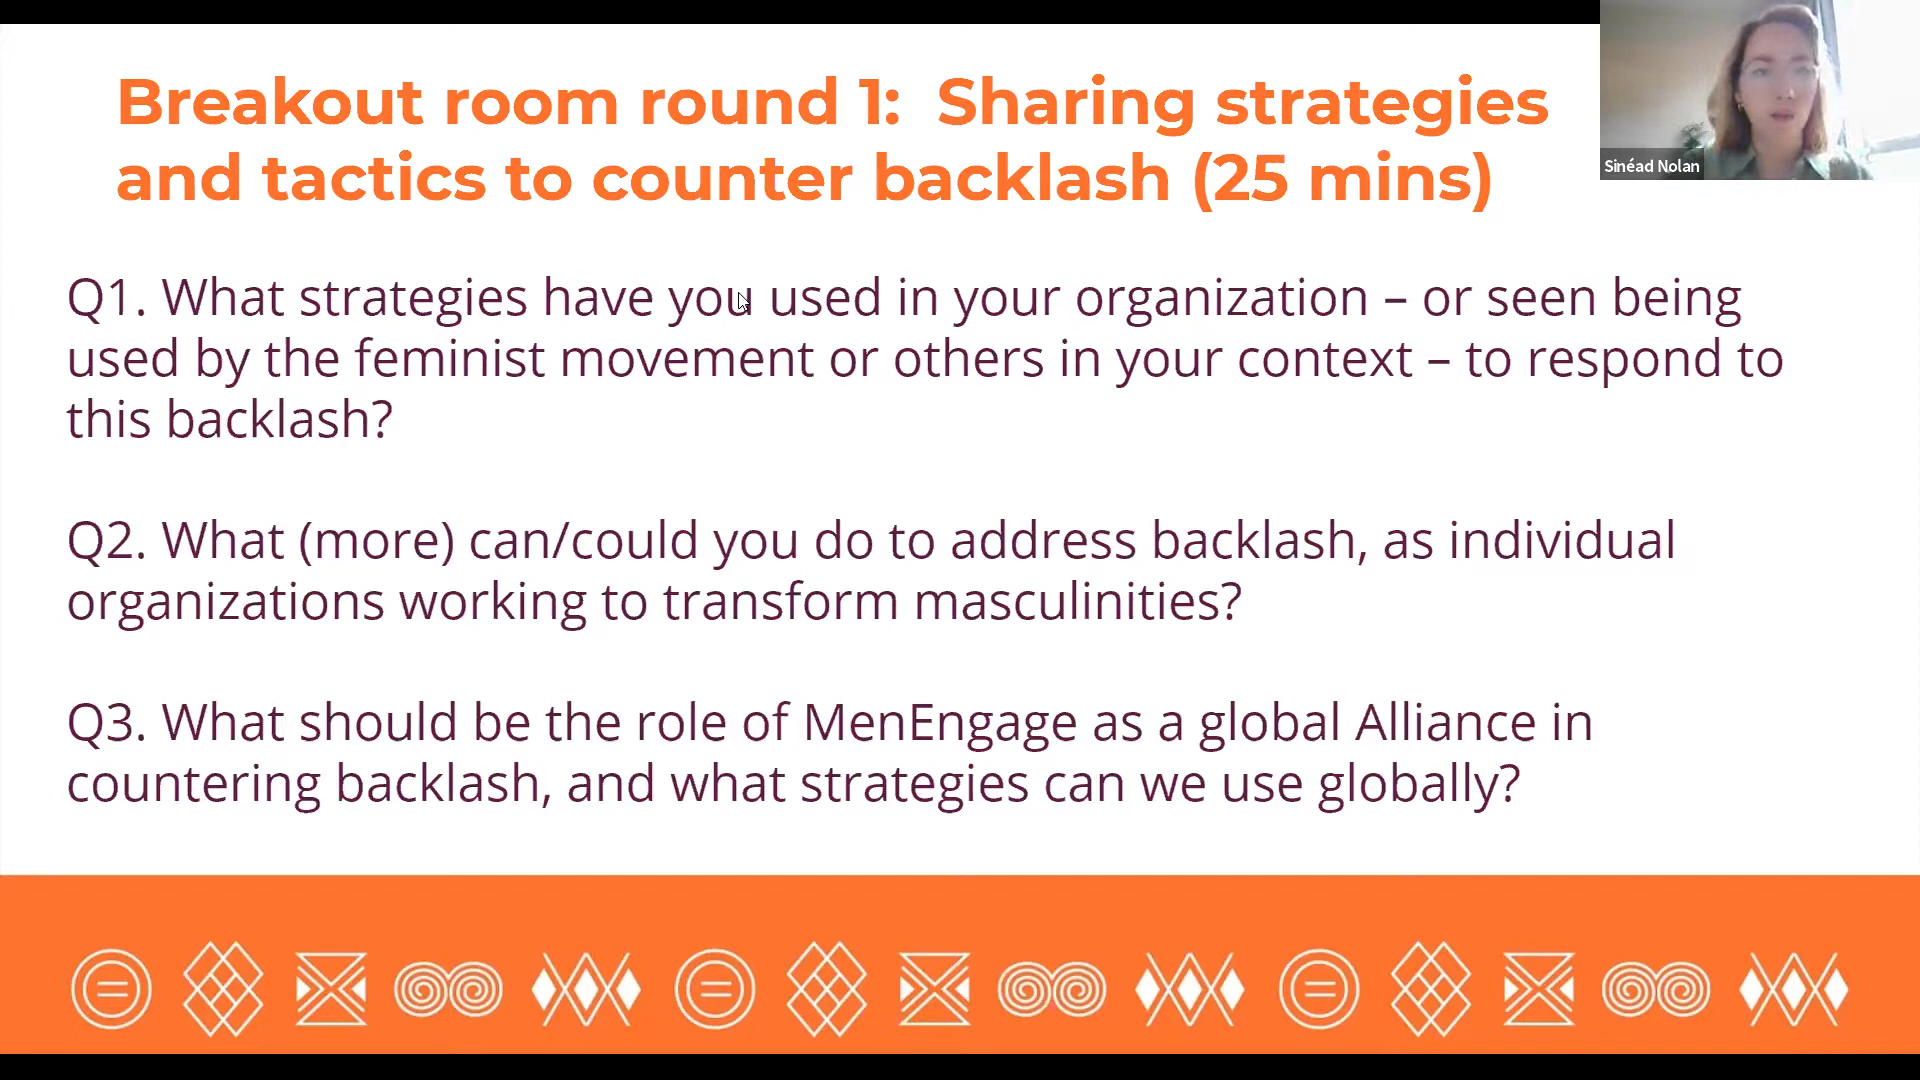 Breakout room round 1:  Sharing strategies
and tactics to counter backlash (25 mins)
Sinéad Nolan
Q1. What strategies have you used in your organization – or seen being
used by the feminist movement or others in your context – to respond to
this backlash?
Q2. What (more) can/could you do to address backlash, as individual
organizations working to transform masculinities?
Q3. What should be the role of MenEngage as a global Alliance in
countering backlash, and what strategies can we use globally?